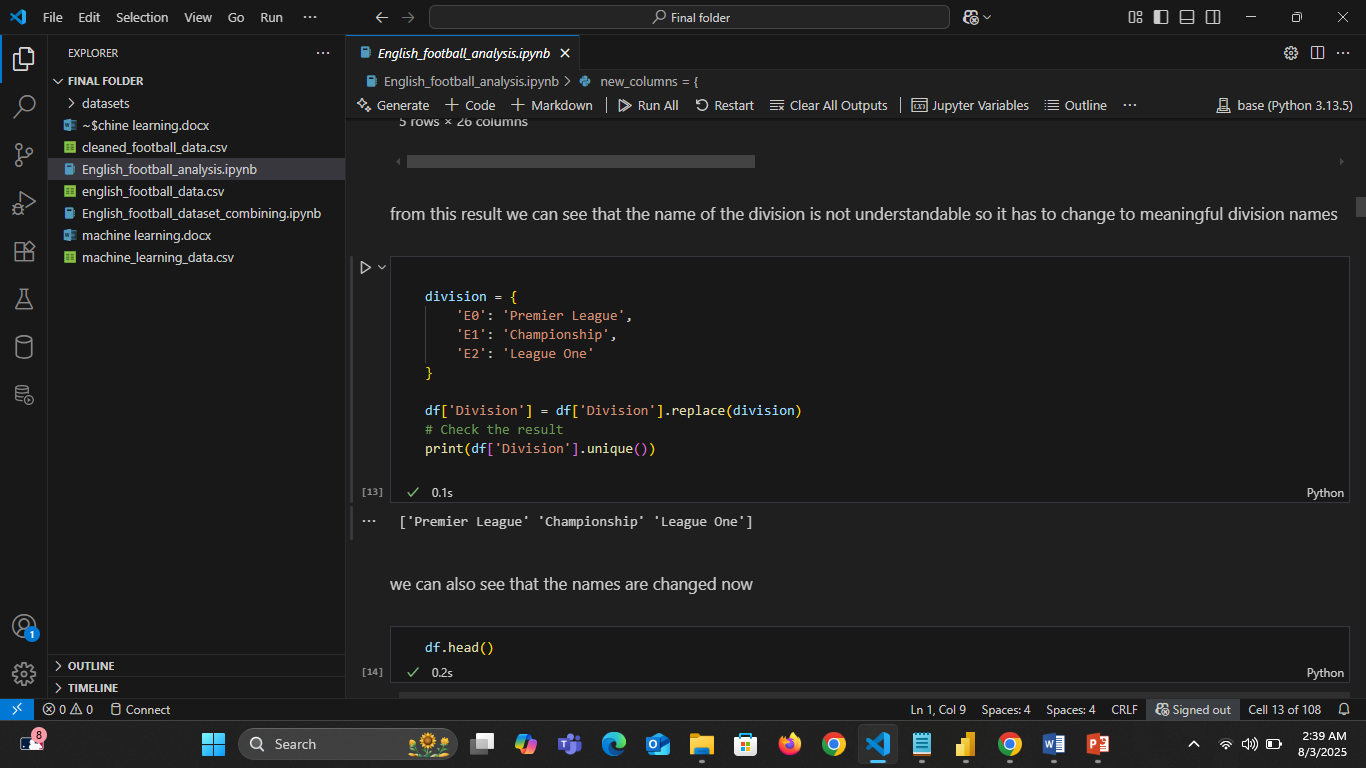 File Edit Selection View Go Run ··· Final folder
EXPLORER ···
FINAL FOLDER
datasets
~$chine learning.docx
cleaned_football_data.csv
English_football_analysis.ipynb
english_football_data.csv
English_football_dataset_combining.ipynb
machine learning.docx
machine_learning_data.csv
OUTLINE
TIMELINE
English_football_analysis.ipynb
English_football_analysis.ipynb > new_columns = {
Generate + Code + Markdown Run All Restart Clear All Outputs Jupyter Variables Outline ··· base (Python 3.13.5)
5 rows × 26 columns
from this result we can see that the name of the division is not understandable so it has to change to meaningful division names
division = {
'E0': 'Premier League',
'E1': 'Championship',
'E2': 'League One'
}
df['Division'] = df['Division'].replace(division)
# Check the result
print(df['Division'].unique())
[13] 0.1s Python
['Premier League' 'Championship' 'League One']
we can also see that the names are changed now
df.head()
[14] 0.2s Python
1
0 0 Connect Ln 1, Col 9 Spaces: 4 Spaces: 4 CRLF Signed out Cell 13 of 108
8 Search 2:39 AM
8/3/2025